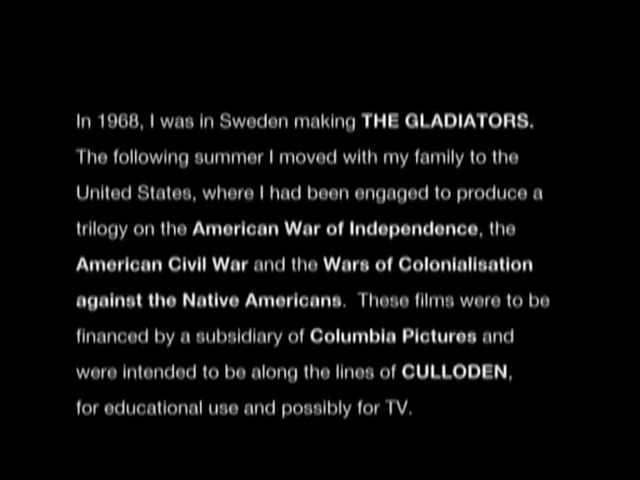 In 1968, I was in Sweden making THE GLADIATORS.
The following summer I moved with my family to the
United States, where I had been engaged to produce a
trilogy on the American War of Independence, the
American Civil War and the Wars of Colonialisation
against the Native Americans. These films were to be
financed by a subsidiary of Columbia Pictures and
were intended to be along the lines of CULLODEN,
for educational use and possibly for TV.